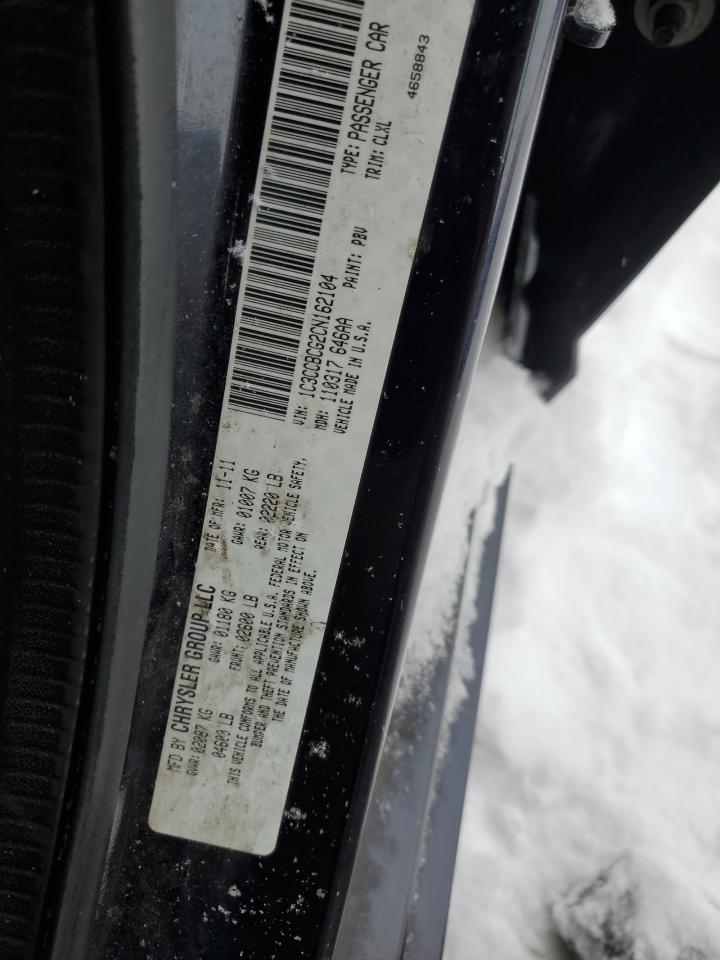 MFD BY CHRYSLER GROUP LLC
DATE OF MFR: 11-11
GVWR: 02087 KG
GAWR: 01180 KG
GAWR: 01007 KG
04600 LB
FRONT: 02600 LB
REAR: 02220 LB
THIS VEHICLE CONFORMS TO ALL APPLICABLE U.S.A. FEDERAL MOTOR VEHICLE SAFETY,
BUMPER AND THEFT PREVENTION STANDARDS IN EFFECT ON
THE DATE OF MANUFACTURE SHOWN ABOVE.
VIN: 1C3CCBCG2CN162104
TYPE: PASSENGER CAR
MDH: 110317 646AA
PAINT: PBV
TRIM: CLXL
VEHICLE MADE IN U.S.A.
4658843